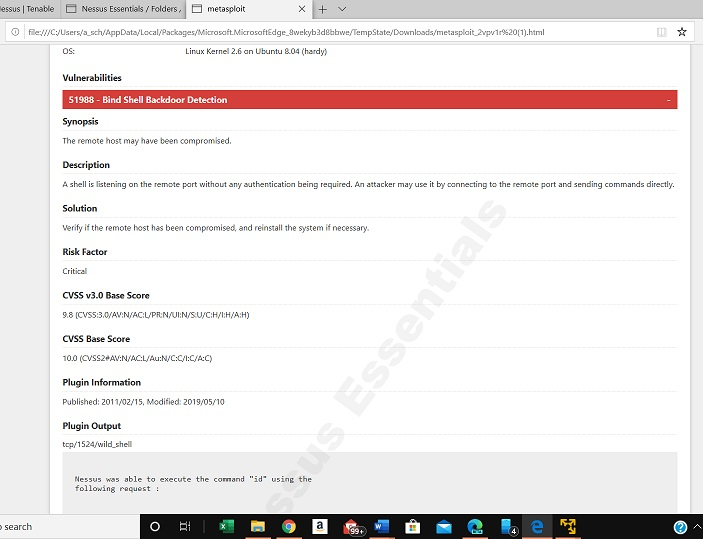 essus | Tenable
Nessus Essentials / Folders /
metasploit
file:///C:/Users/a_sch/AppData/Local/Packages/Microsoft.MicrosoftEdge_8wekyb3d8bbwe/TempState/Downloads/metasploit_2vpv1r%20(1).html
OS: Linux Kernel 2.6 on Ubuntu 8.04 (hardy)
Vulnerabilities
51988 - Bind Shell Backdoor Detection
Synopsis
The remote host may have been compromised.
Description
A shell is listening on the remote port without any authentication being required. An attacker may use it by connecting to the remote port and sending commands directly.
Solution
Verify if the remote host has been compromised, and reinstall the system if necessary.
Risk Factor
Critical
CVSS v3.0 Base Score
9.8 (CVSS:3.0/AV:N/AC:L/PR:N/UI:N/S:U/C:H/I:H/A:H)
CVSS Base Score
10.0 (CVSS2#AV:N/AC:L/Au:N/C:C/I:C/A:C)
Plugin Information
Published: 2011/02/15, Modified: 2019/05/10
Plugin Output
tcp/1524/wild_shell
Nessus was able to execute the command "id" using the
following request :
ssus Essentials
o search
a
99+
4